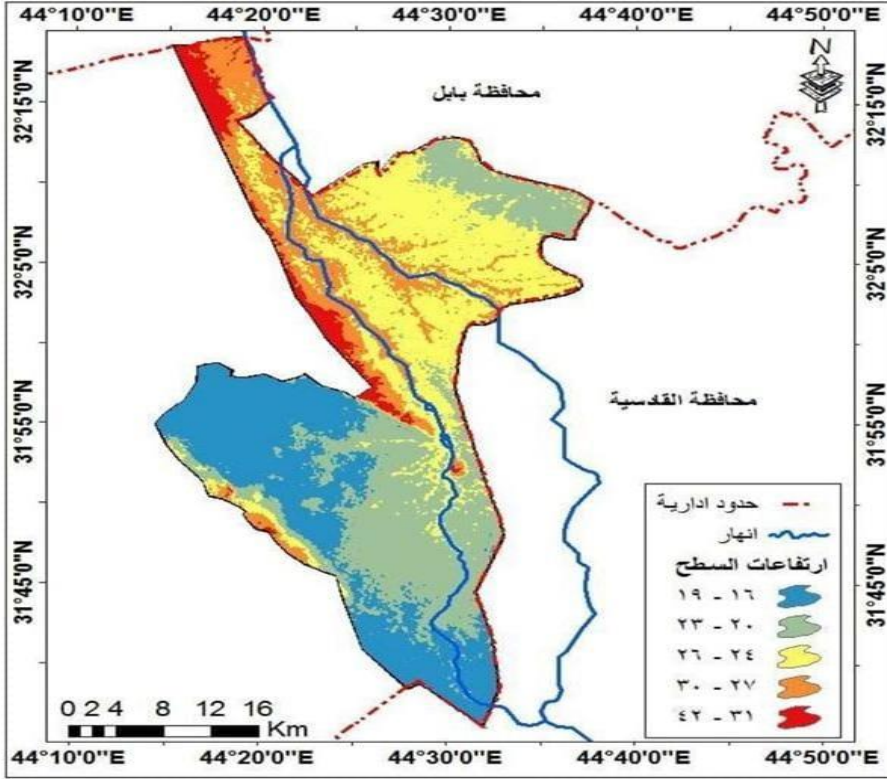 44°10'0"E 44°20'0"E 44°30'0"E 44°40'0"E 44°50'0"E
N
محافظة بابل
32°15'0"N 32°15'0"N
32°5'0"N 32°5'0"N
محافظة القدسية
31°55'0"N 31°55'0"N
31°45'0"N 31°45'0"N
حدود ادارية
انهار
ارتفاعات السطح
١٦ - ١٩
٢٠ - ٢٣
٢٤ - ٢٦
٢٧ - ٣٠
٣١ - ٤٢
0 2 4 8 12 16
Km
44°10'0"E 44°20'0"E 44°30'0"E 44°40'0"E 44°50'0"E